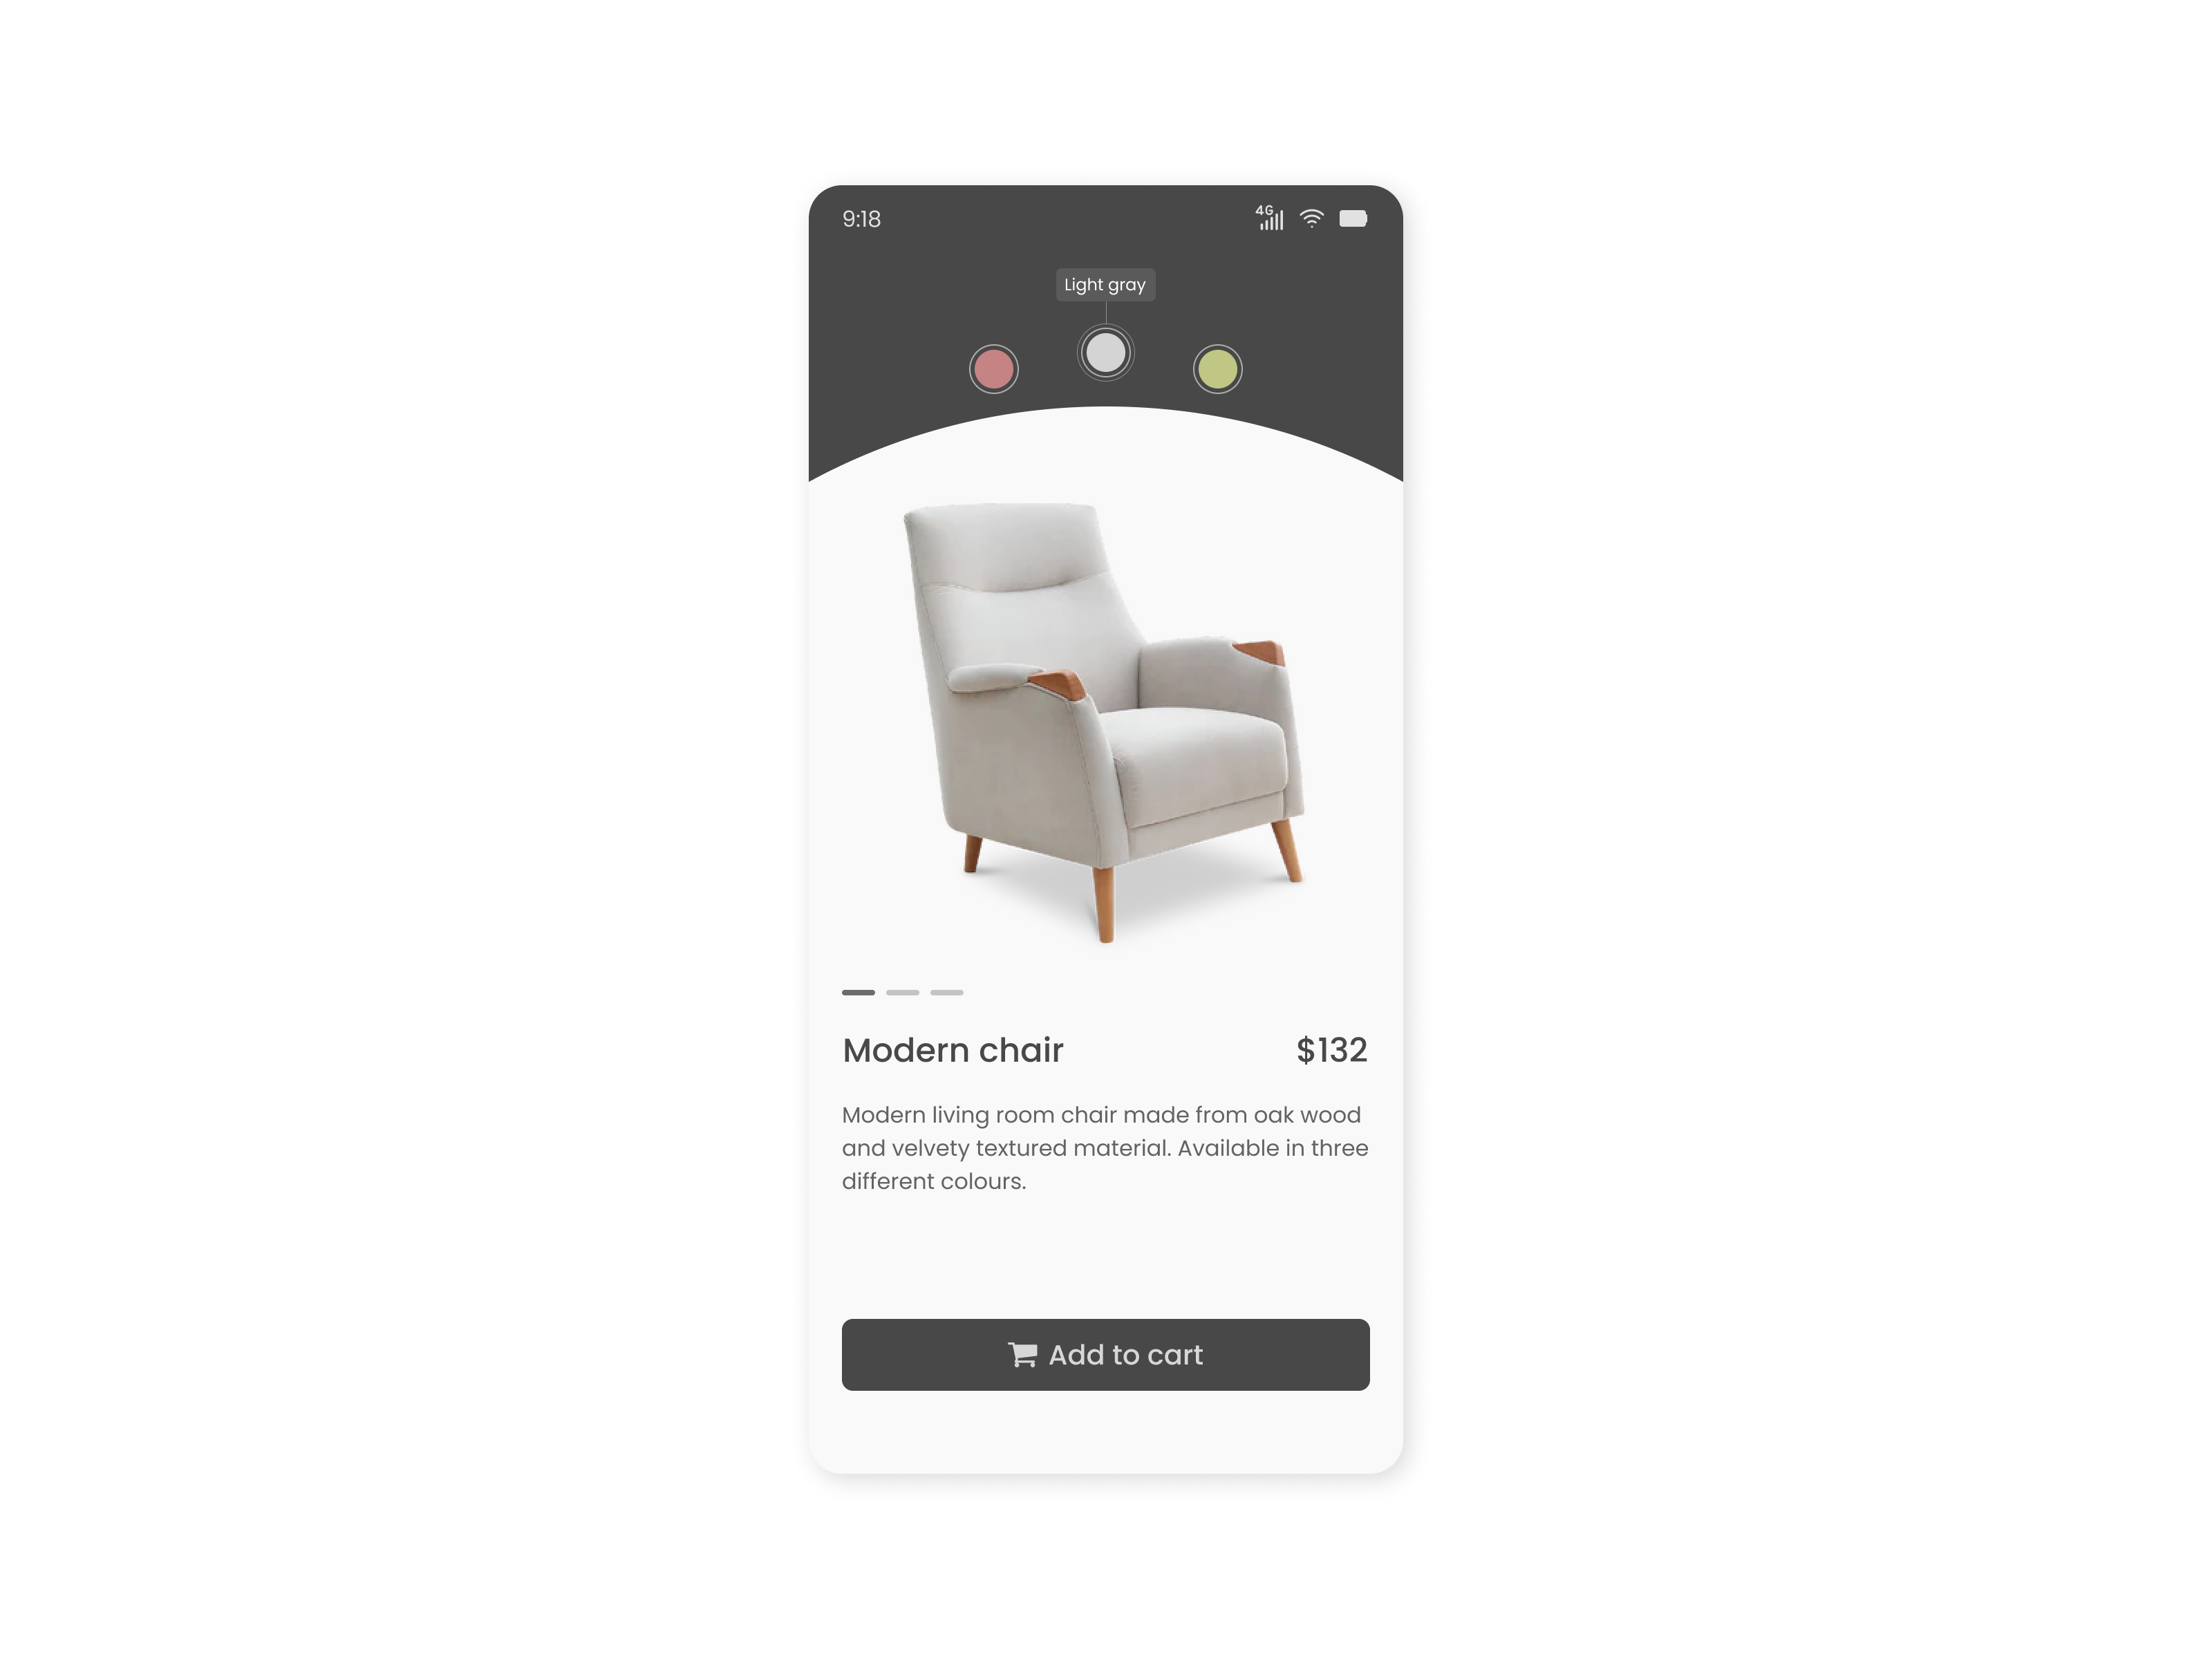 9:18
4G
Light gray
Modern chair
$132
Modern living room chair made from oak wood
and velvety textured material. Available in three
different colours.
Add to cart